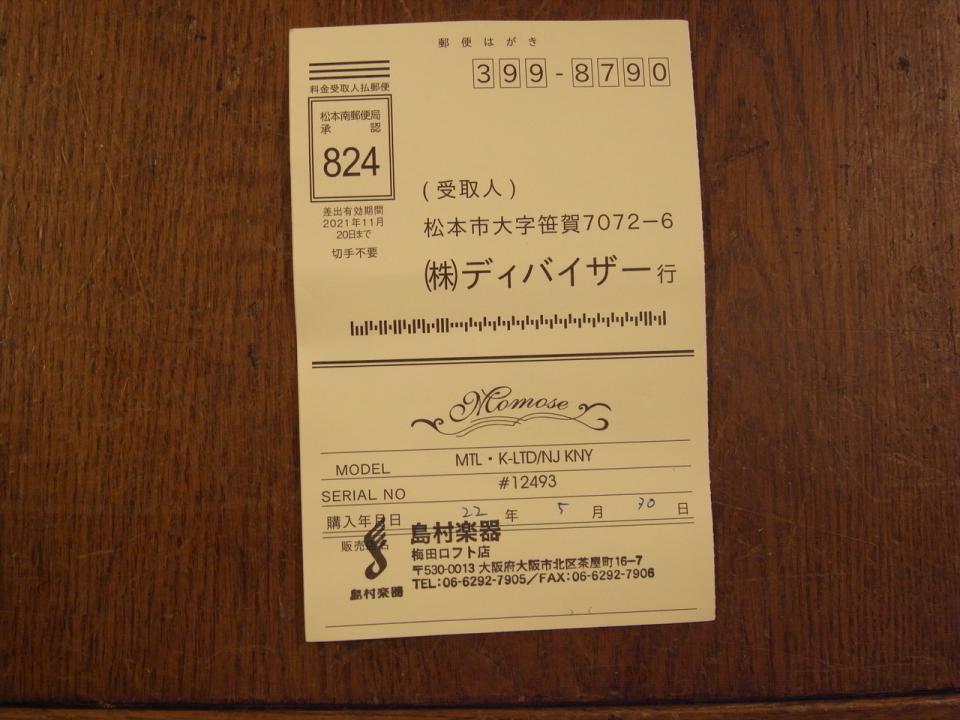 郵便はがき
399-8790
料金受取人払郵便
松本南郵便局
承認
824
差出有効期間
2021年11月
20日まで
切手不要
(受取人)
松本市大字笹賀7072-6
㈱ディバイザー行
Momose
MODEL MTL・K-LTD/NJ KNY
SERIAL NO #12493
購入年月日 22年 5月 30日
販売店名
島村楽器
島村楽器
梅田ロフト店
〒530-0013 大阪府大阪市北区茶屋町16-7
TEL:06-6292-7905/FAX:06-6292-7906